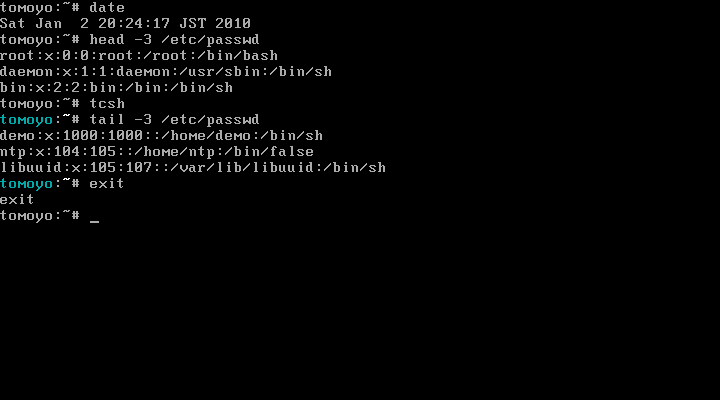 tomoyo:~# date
Sat Jan  2 20:24:17 JST 2010
tomoyo:~# head -3 /etc/passwd
root:x:0:0:root:/root:/bin/bash
daemon:x:1:1:daemon:/usr/sbin:/bin/sh
bin:x:2:2:bin:/bin:/bin/sh
tomoyo:~# tcsh
tomoyo:~# tail -3 /etc/passwd
demo:x:1000:1000::/home/demo:/bin/sh
ntp:x:104:105::/home/ntp:/bin/false
libuuid:x:105:107::/var/lib/libuuid:/bin/sh
tomoyo:~# exit
exit
tomoyo:~# _